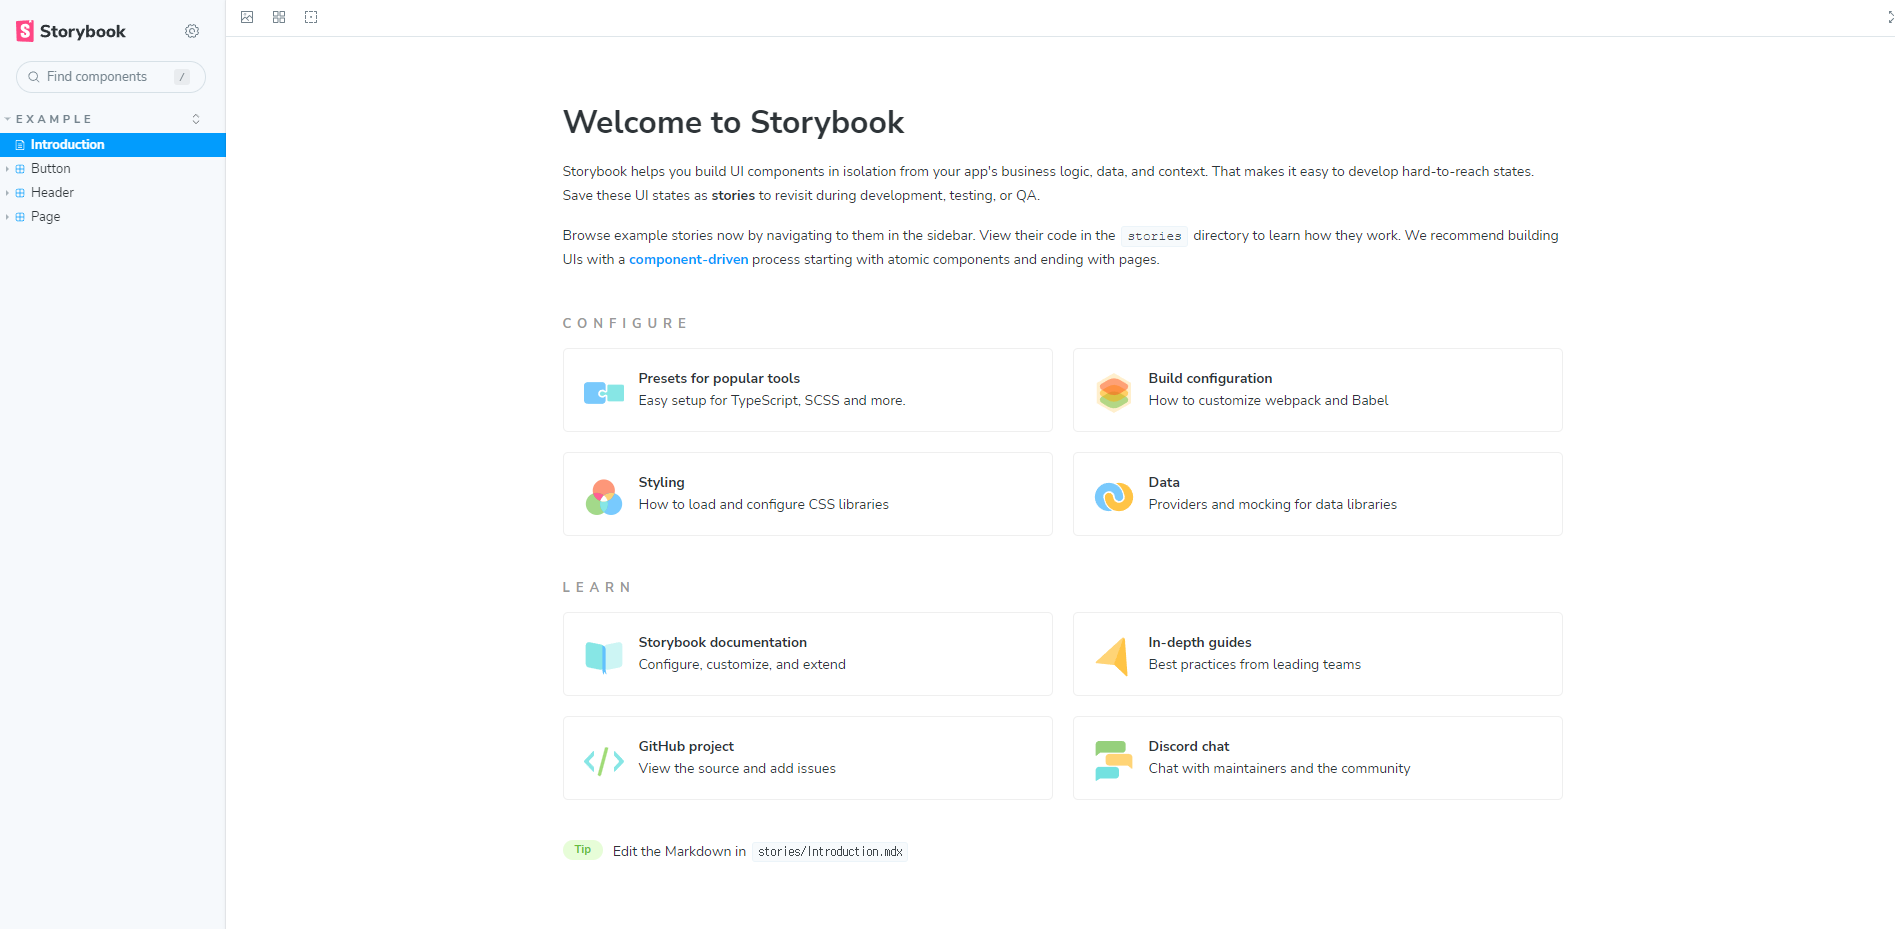 Storybook
Find components /
EXAMPLE
Introduction
Button
Header
Page
Welcome to Storybook
Storybook helps you build UI components in isolation from your app's business logic, data, and context. That makes it easy to develop hard-to-reach states.
Save these UI states as stories to revisit during development, testing, or QA.
Browse example stories now by navigating to them in the sidebar. View their code in the stories directory to learn how they work. We recommend building
UIs with a component-driven process starting with atomic components and ending with pages.
CONFIGURE
Presets for popular tools
Easy setup for TypeScript, SCSS and more.
Build configuration
How to customize webpack and Babel
Styling
How to load and configure CSS libraries
Data
Providers and mocking for data libraries
LEARN
Storybook documentation
Configure, customize, and extend
In-depth guides
Best practices from leading teams
GitHub project
View the source and add issues
Discord chat
Chat with maintainers and the community
Tip Edit the Markdown in stories/Introduction.mdx